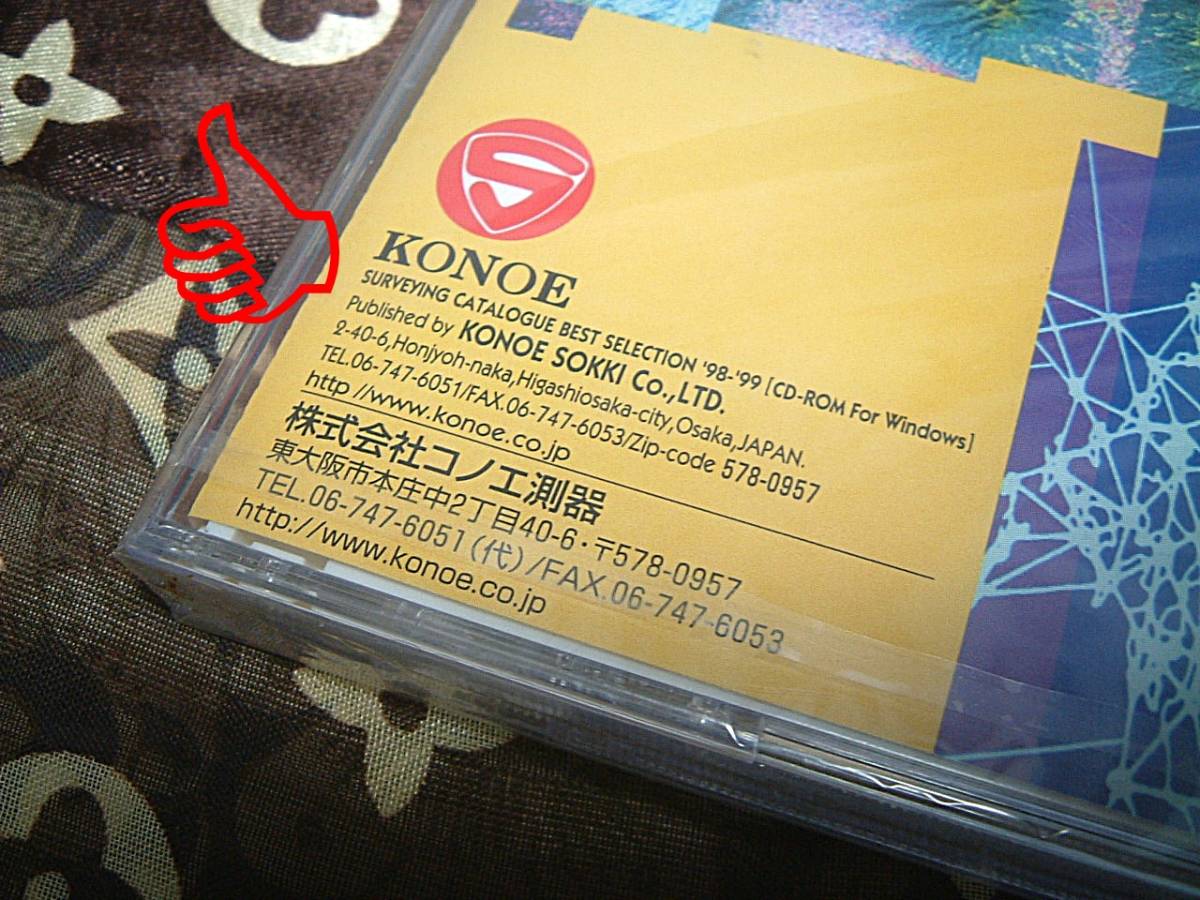 KONOE
SURVEYING CATALOGUE BEST SELECTION '98-'99 [CD-ROM For Windows]
Published by KONOE SOKKI Co.,LTD.
2-40-6,Honjyoh-naka,Higashiosaka-city,Osaka,JAPAN.
TEL.06-747-6051/FAX.06-747-6053/Zip-code 578-0957
http //www.konoe.co.jp
株式会社コノエ測器
東大阪市本庄中2丁目40-6・〒578-0957
TEL.06-747-6051(代)/FAX.06-747-6053
http://www.konoe.co.jp